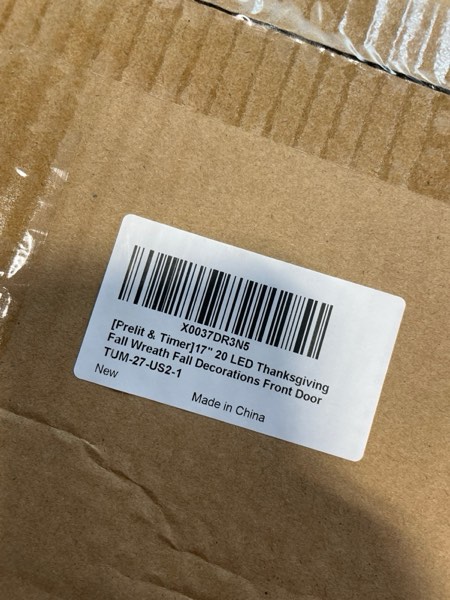 X0037DR3N5
[Prelit & Timer]17" 20 LED Thanksgiving
Fall Wreath Fall Decorations Front Door
TUM-27-US2-1
New
Made in China